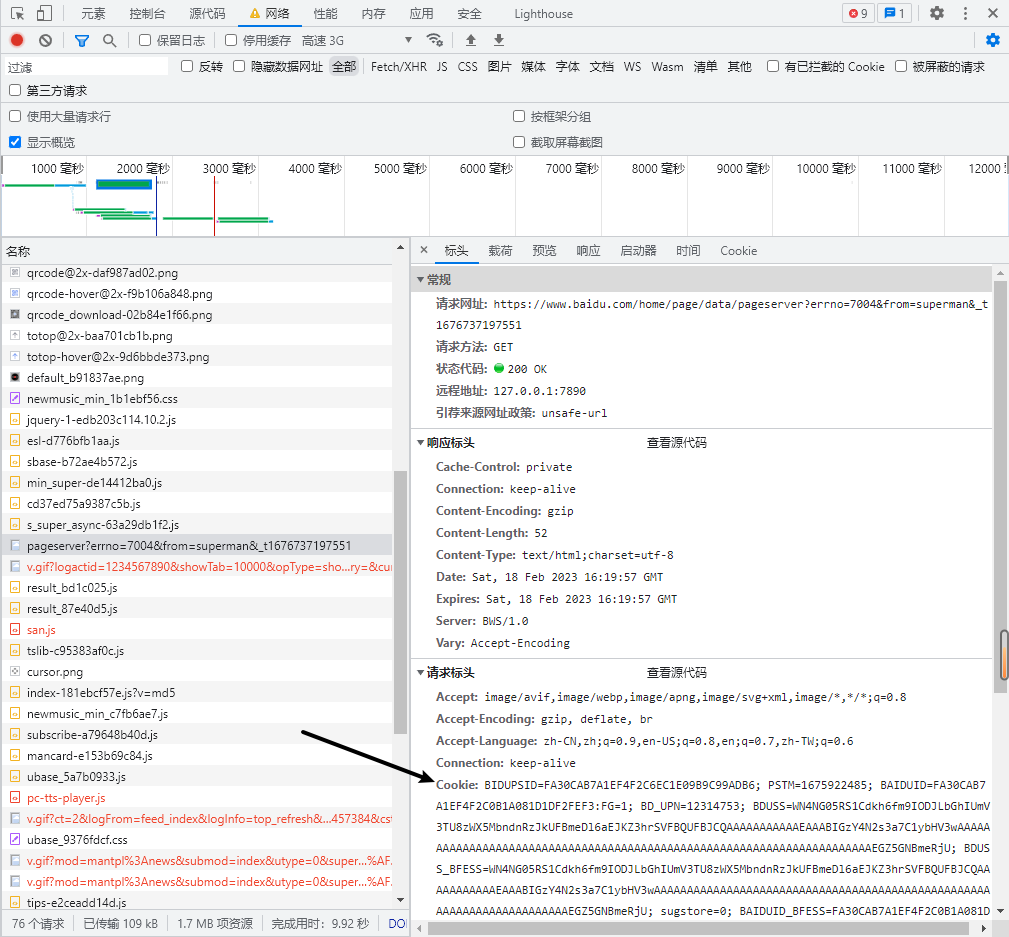 元素 控制台 源代码 网络 性能 内存 应用 安全 Lighthouse 9 1
保留日志 停用缓存 高速 3G
过滤 反转 隐藏数据网址 全部 Fetch/XHR JS CSS 图片 媒体 字体 文档 WS Wasm 清单 其他 有已拦截的 Cookie 被屏蔽的请求
第三方请求
使用大量请求行 按框架分组
显示概览 截取屏幕截图
1000 毫秒 2000 毫秒 3000 毫秒 4000 毫秒 5000 毫秒 6000 毫秒 7000 毫秒 8000 毫秒 9000 毫秒 10000 毫秒 11000 毫秒 12000
名称
qrcode@2x-daf987ad02.png
qrcode-hover@2x-f9b106a848.png
qrcode_download-02b84e1f66.png
totop@2x-baa701cb1b.png
totop-hover@2x-9d6bbde373.png
default_b91837ae.png
newmusic_min_1b1ebf56.css
jquery-1-edb203c114.10.2.js
esl-d776bfb1aa.js
sbase-b72ae4b572.js
min_super-de14412ba0.js
cd37ed75a9387c5b.js
s_super_async-63a29db1f2.js
pageserver?errno=7004&from=superman&_t1676737197551
v.gif?logactid=1234567890&showTab=10000&opType=sho...ry=&cu
result_bd1c025.js
result_87e40d5.js
san.js
tslib-c95383af0c.js
cursor.png
index-181ebcf57e.js?v=md5
newmusic_min_c7fb6ae7.js
subscribe-a79648b40d.js
mancard-e153b69c84.js
ubase_5a7b0933.js
pc-tts-player.js
v.gif?ct=2&logFrom=feed_index&logInfo=top_refresh&...457384&cs
ubase_9376fdcf.css
v.gif?mod=mantpl%3Anews&submod=index&utype=0&super...%AF.
v.gif?mod=mantpl%3Anews&submod=index&utype=0&super...%AF.
tips-e2ceadd14d.js
76 个请求 已传输 109 kB 1.7 MB 项资源 完成用时：9.92 秒 DO
标头 载荷 预览 响应 启动器 时间 Cookie
常规
请求网址: https://www.baidu.com/home/page/data/pageserver?errno=7004&from=superman&_t
1676737197551
请求方法: GET
状态代码: 200 OK
远程地址: 127.0.0.1:7890
引荐来源网址政策: unsafe-url
响应标头 查看源代码
Cache-Control: private
Connection: keep-alive
Content-Encoding: gzip
Content-Length: 52
Content-Type: text/html;charset=utf-8
Date: Sat, 18 Feb 2023 16:19:57 GMT
Expires: Sat, 18 Feb 2023 16:19:57 GMT
Server: BWS/1.0
Vary: Accept-Encoding
请求标头 查看源代码
Accept: image/avif,image/webp,image/apng,image/svg+xml,image/*,*/*;q=0.8
Accept-Encoding: gzip, deflate, br
Accept-Language: zh-CN,zh;q=0.9,en-US;q=0.8,en;q=0.7,zh-TW;q=0.6
Connection: keep-alive
Cookie: BIDUPSID=FA30CAB7A1EF4F2C6EC1E09B9C99ADB6; PSTM=1675922485; BAIDUID=FA30CAB7
A1EF4F2C0B1A081D1DF2FEF3:FG=1; BD_UPN=12314753;
sugstore=0; BAIDUID_BFESS=FA30CAB7A1EF4F2C0B1A081D